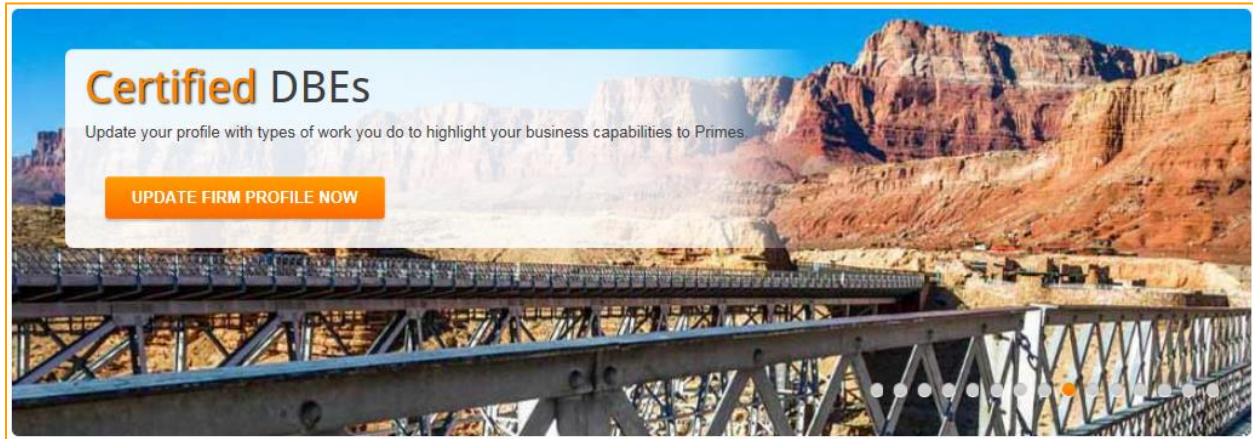 Certified DBEs
Update your profile with types of work you do to highlight your business capabilities to Primes.
UPDATE FIRM PROFILE NOW